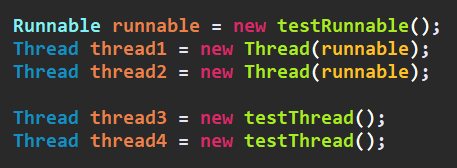 Runnable runnable = new testRunnable();
Thread thread1 = new Thread(runnable);
Thread thread2 = new Thread(runnable);
Thread thread3 = new testThread();
Thread thread4 = new testThread();